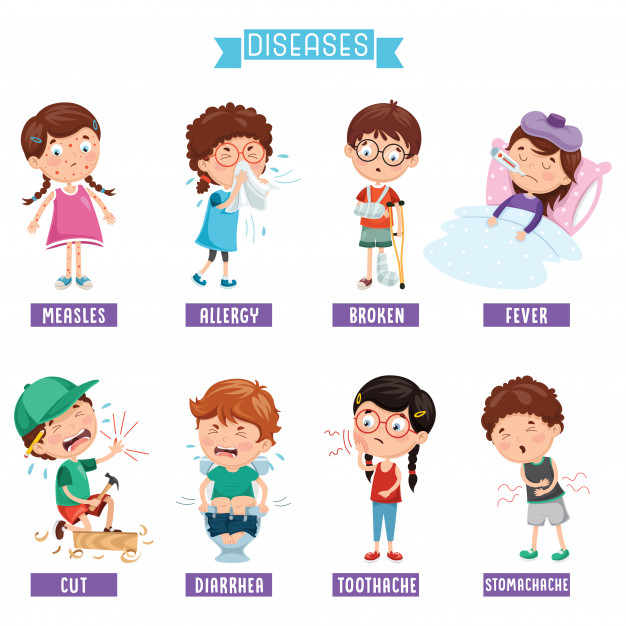 DISEASES
MEASLES
ALLERGY
BROKEN
FEVER
CUT
DIARRHEA
TOOTHACHE
STOMACHACHE